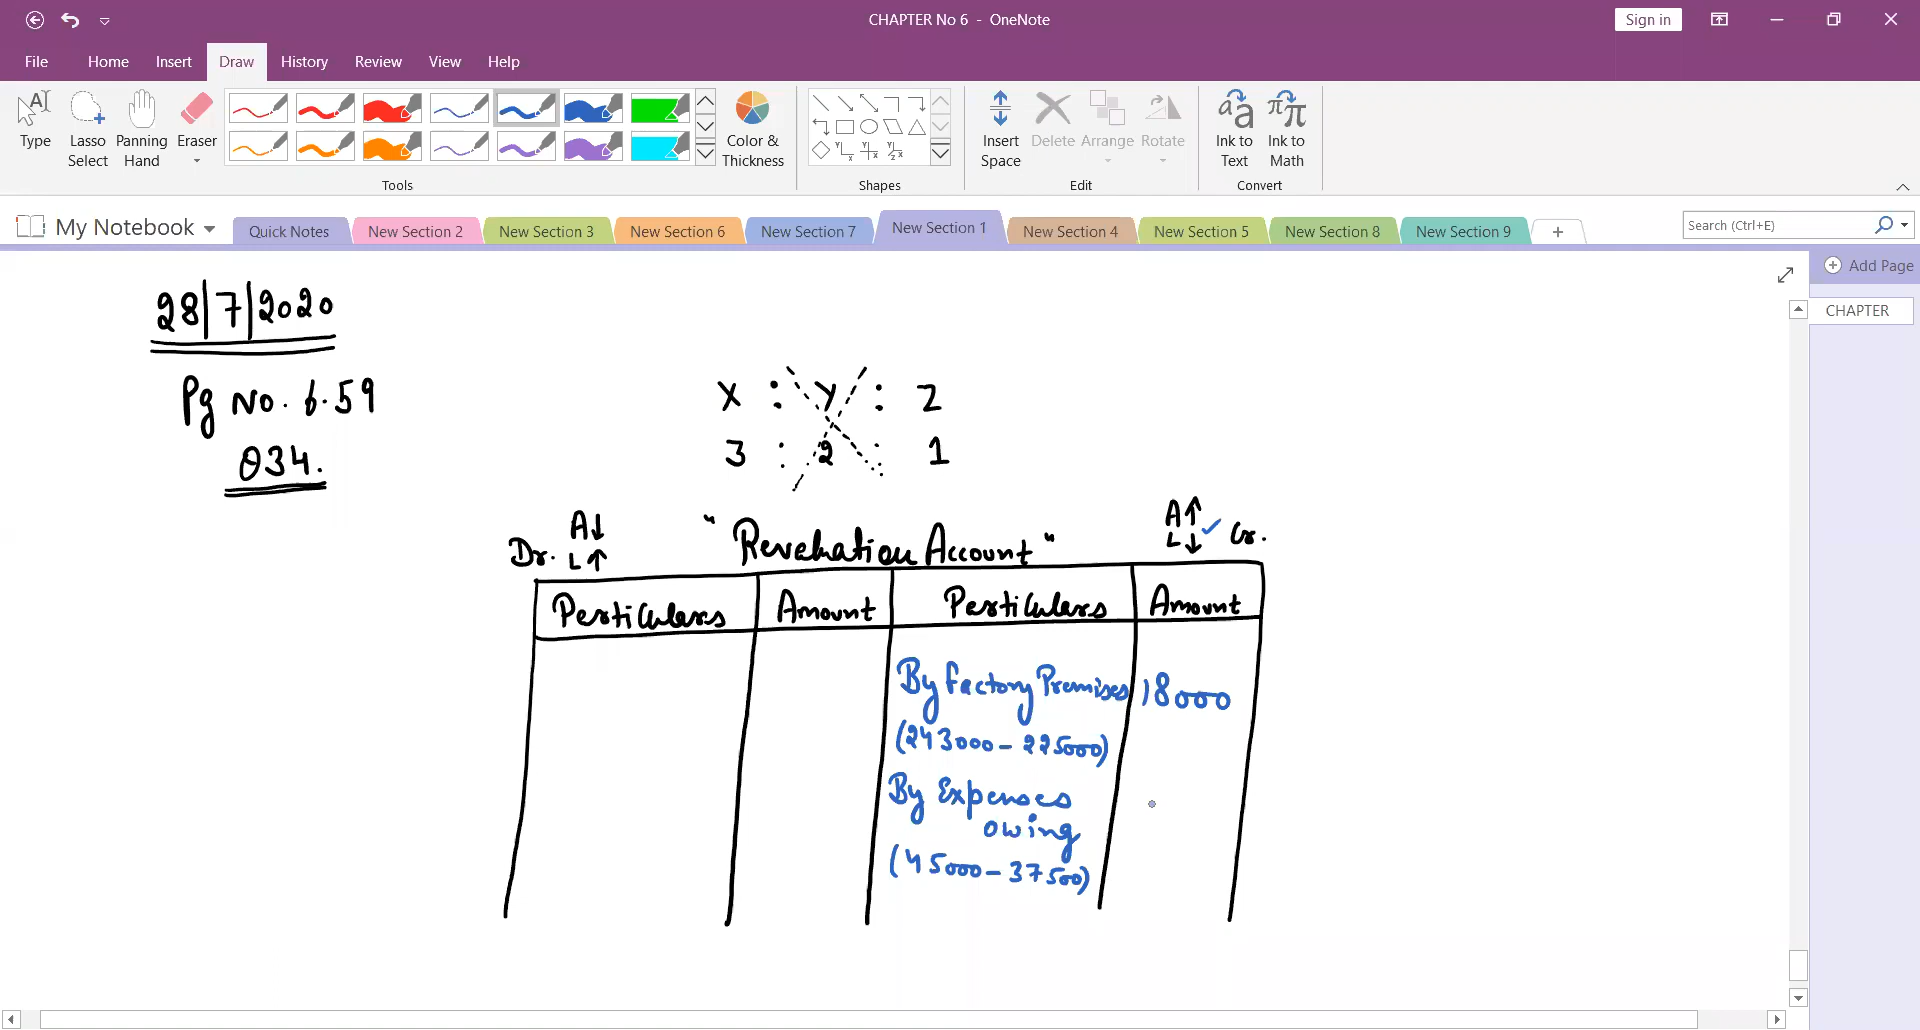 CHAPTER No 6 - OneNote
Sign in
File Home Insert Draw History Review View Help
Type
Lasso Select
Panning Hand
Eraser
Color & Thickness
Insert Space
Delete
Arrange
Rotate
Ink to Text
Ink to Math
Tools
Shapes
Edit
Convert
My Notebook
Quick Notes
New Section 2
New Section 3
New Section 6
New Section 7
New Section 1
New Section 4
New Section 5
New Section 8
New Section 9
+
Search (Ctrl+E)
Add Page
CHAPTER
28|7|2020
Pg No. 6.59
Q34.
X : Y : Z
3 : 2 : 1
A↓
Dr. L↑
"Revaluation Account"
A↑
L↓ Cr.
Particulars Amount Particulars Amount
By Factory Premises 18000
(243000 - 225000)
By Expenses
owing
(45000 - 37500)